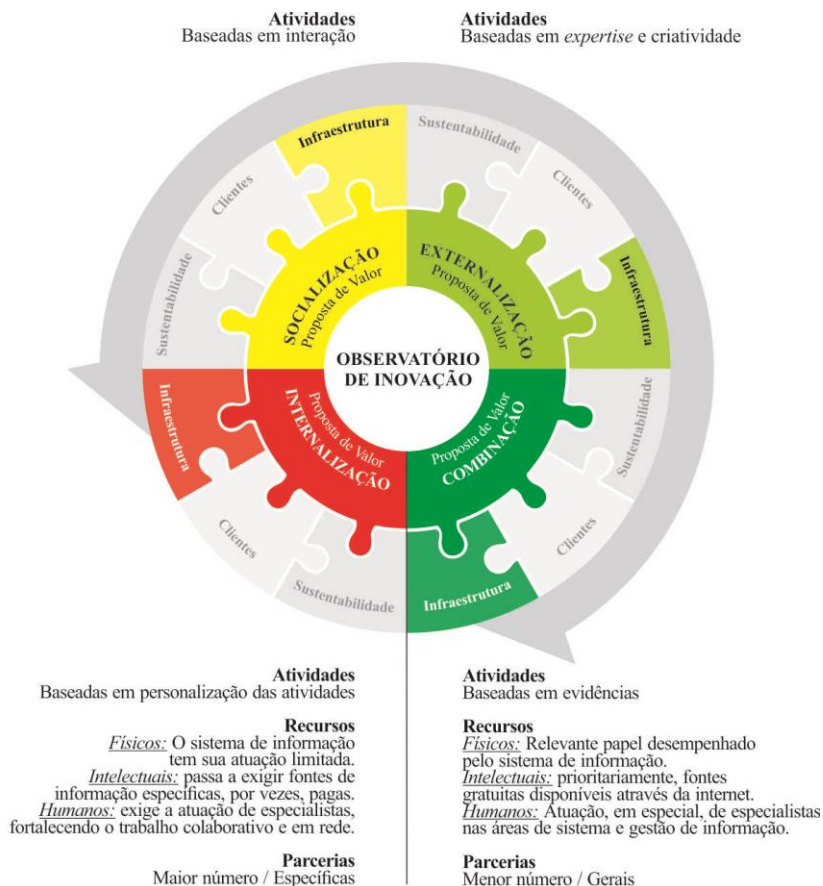 Atividades
Baseadas em interação
Atividades
Baseadas em expertise e criatividade
Infraestrutura
Clientes
Sustentabilidade
SOCIALIZAÇÃO
Proposta de Valor
Sustentabilidade
Clientes
Infraestrutura
EXTERNALIZAÇÃO
Proposta de Valor
OBSERVATÓRIO
DE INOVAÇÃO
Infraestrutura
Clientes
Sustentabilidade
Proposta de Valor
INTERNALIZAÇÃO
Sustentabilidade
Clientes
Infraestrutura
Proposta de Valor
COMBINAÇÃO
Atividades
Baseadas em personalização das atividades
Recursos
Físicos: O sistema de informação
tem sua atuação limitada.
Intelectuais: passa a exigir fontes de
informação específicas, por vezes, pagas.
Humanos: exige a atuação de especialistas,
fortalecendo o trabalho colaborativo e em rede.
Parcerias
Maior número / Específicas
Atividades
Baseadas em evidências
Recursos
Físicos: Relevante papel desempenhado
pelo sistema de informação.
Intelectuais: prioritariamente, fontes
gratuitas disponíveis através da internet.
Humanos: Atuação, em especial, de especialistas
nas áreas de sistema e gestão de informação.
Parcerias
Menor número / Gerais